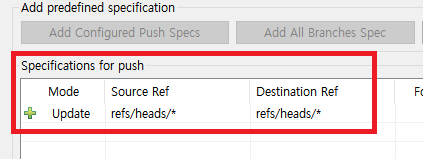 Add predefined specification
Add Configured Push Specs Add All Branches Spec
Specifications for push
Mode Source Ref Destination Ref
Update refs/heads/* refs/heads/*